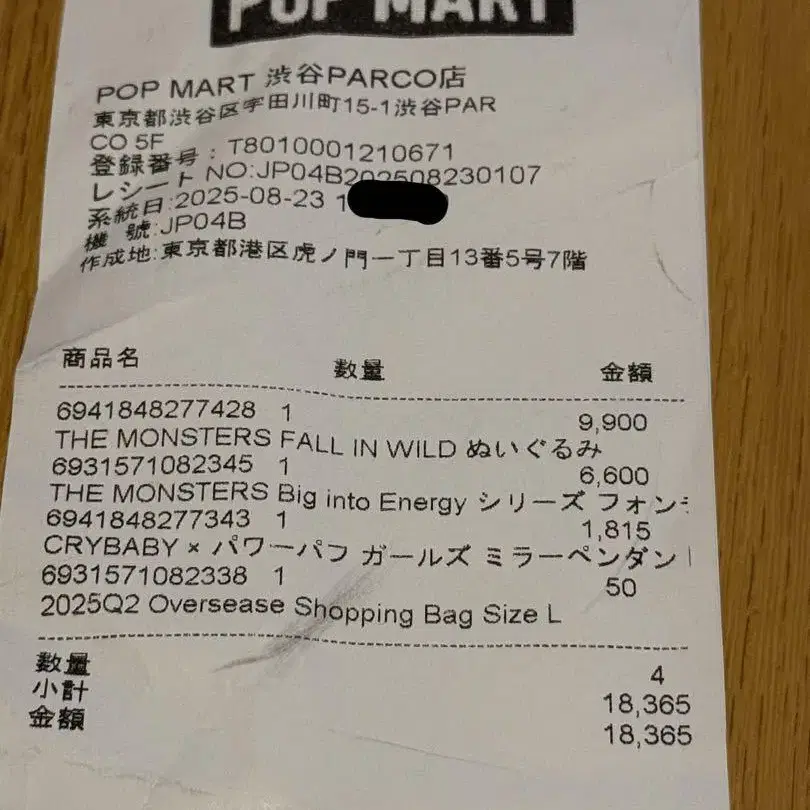 POP MART
POP MART 渋谷PARCO店
東京都渋谷区宇田川町15-1渋谷PAR
CO 5F
登録番号：T8010001210671
レシート NO:JP04B202508230107
系統日:2025-08-23 1
機 號:JP04B
作成地:東京都港区虎ノ門一丁目13番5号7階
商品名 数量 金額
6941848277428 1 9,900
THE MONSTERS FALL IN WILD ぬいぐるみ
6931571082345 1 6,600
THE MONSTERS Big into Energy シリーズ フォン
6941848277343 1 1,815
CRYBABY × パワーパフ ガールズ ミラーペンダン
6931571082338 1 50
2025Q2 Oversease Shopping Bag Size L
数量 4
小計 18,365
金額 18,365